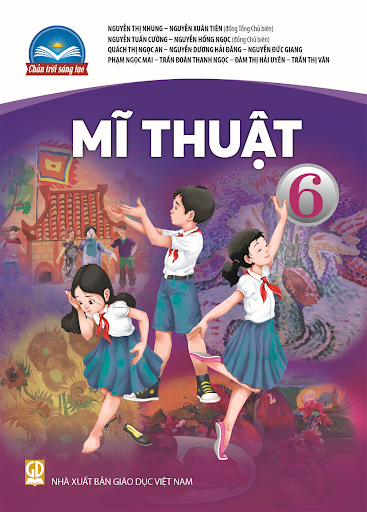 NGUYỄN THỊ NHUNG – NGUYỄN XUÂN TIÊN (đồng Tổng Chủ biên)
NGUYỄN TUẤN CƯỜNG – NGUYỄN HỒNG NGỌC (đồng Chủ biên)
QUÁCH THỊ NGỌC AN – NGUYỄN DƯƠNG HẢI ĐĂNG – NGUYỄN ĐỨC GIANG
PHẠM NGỌC MAI – TRẦN ĐOÀN THANH NGỌC – ĐÀM THỊ HẢI UYÊN – TRẦN THỊ VÂN
Chân trời sáng tạo
MĨ THUẬT
6
GD
NHÀ XUẤT BẢN GIÁO DỤC VIỆT NAM